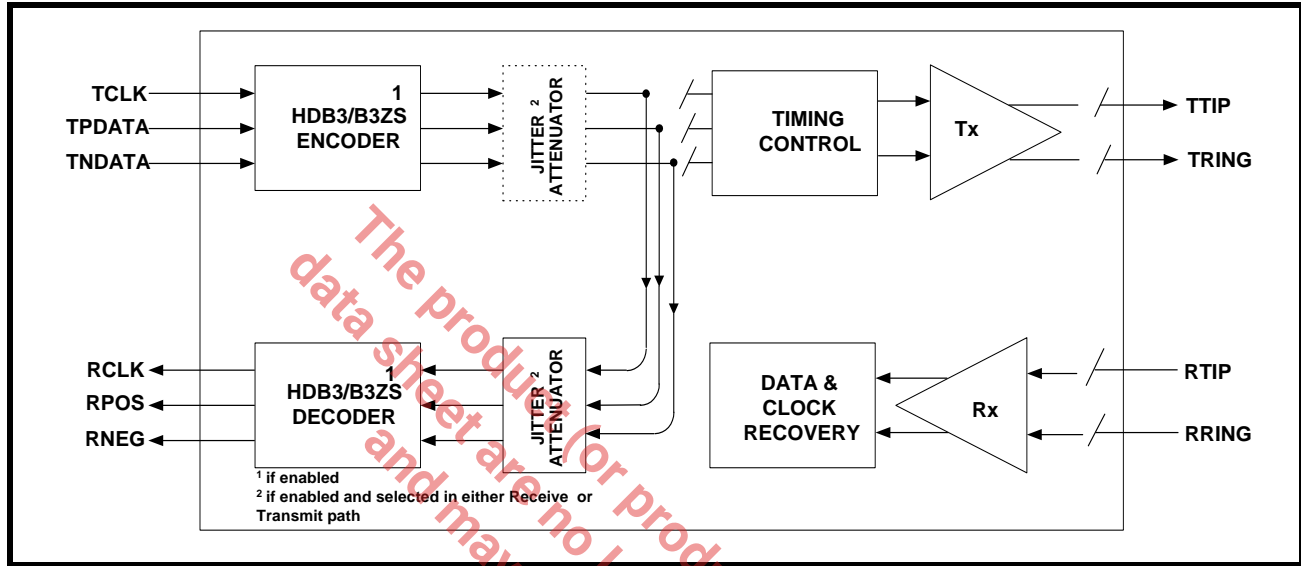 TCLK
TPDATA
TNDATA
1
HDB3/B3ZS
ENCODER
JITTER 2
ATTENUATOR
TIMING
CONTROL
Tx
TTIP
TRING
RCLK
RPOS
RNEG
1
HDB3/B3ZS
DECODER
JITTER 2
ATTENUATOR
DATA &
CLOCK
RECOVERY
Rx
RTIP
RRING
1 if enabled
2 if enabled and selected in either Receive or
Transmit path
The product (or produ
data sheet are no l
and may